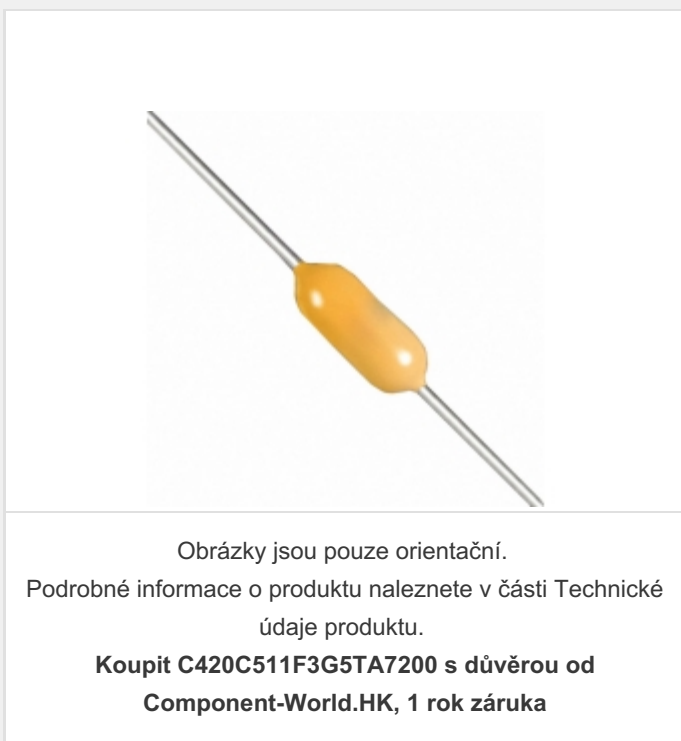 Obrázky jsou pouze orientační.
Podrobné informace o produktu naleznete v části Technické
údaje produktu.
Koupit C420C511F3G5TA7200 s důvěrou od
Component-World.HK, 1 rok záruka